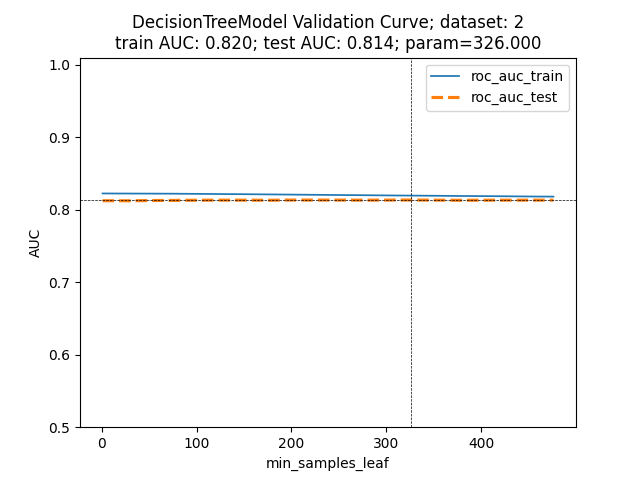 DecisionTreeModel Validation Curve; dataset: 2
train AUC: 0.820; test AUC: 0.814; param=326.000
1.0
0.9
0.8
0.7
0.6
0.5
AUC
roc_auc_train
roc_auc_test
0
100
200
300
400
min_samples_leaf